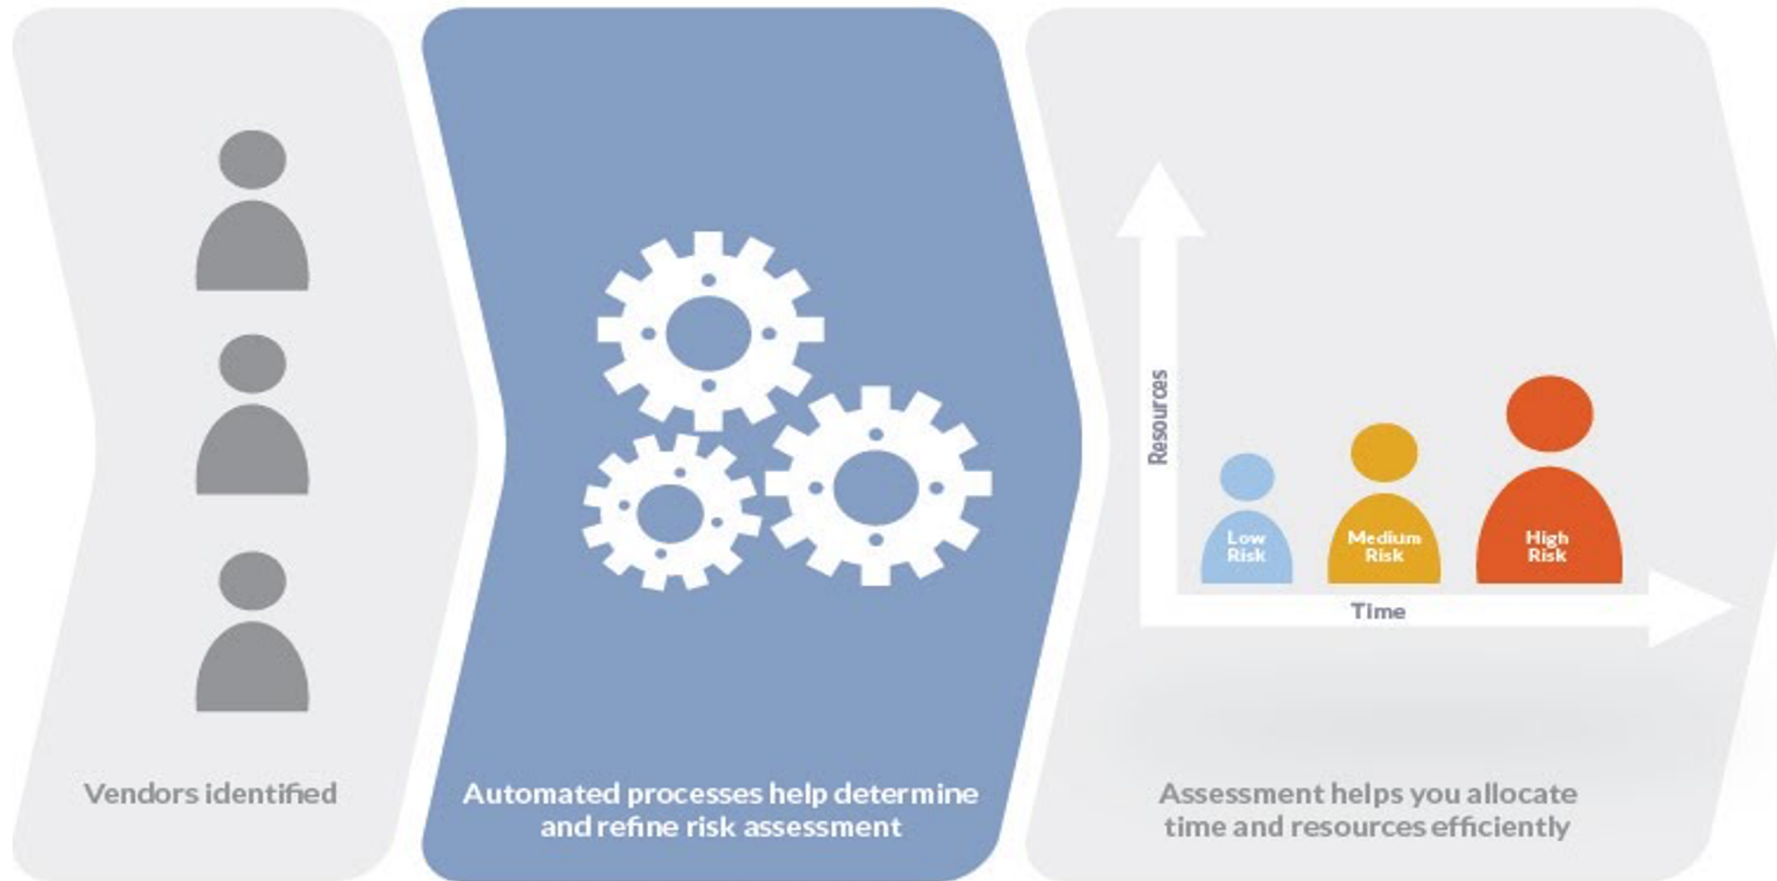 Vendors identified
Automated processes help determine
and refine risk assessment
Resources
Low
Risk
Medium
Risk
High
Risk
Time
Assessment helps you allocate
time and resources efficiently